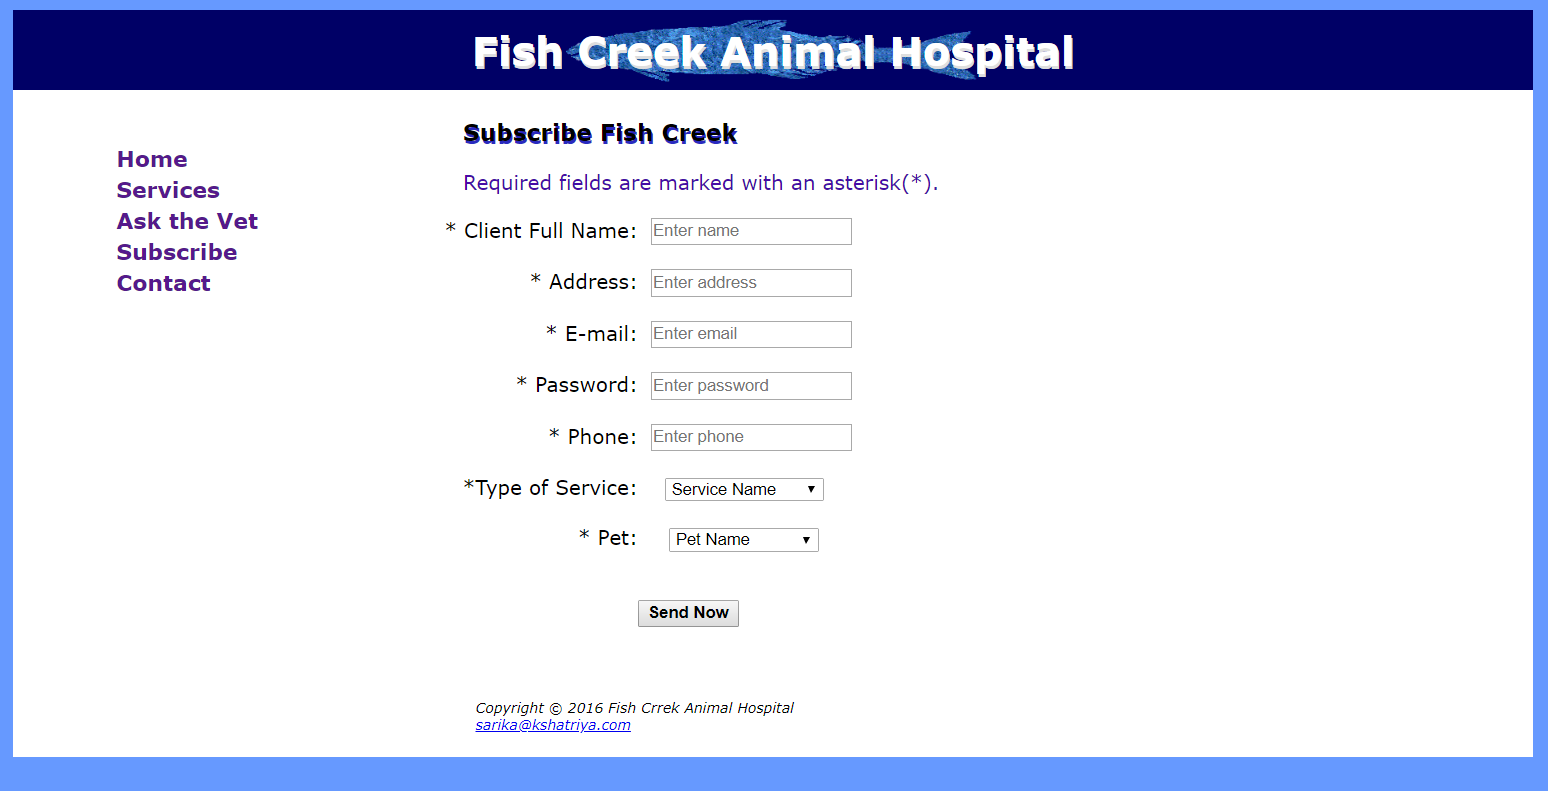 Fish Creek Animal Hospital
Home
Services
Ask the Vet
Subscribe
Contact
Subscribe Fish Creek
Required fields are marked with an asterisk(*).
* Client Full Name: Enter name
* Address: Enter address
* E-mail: Enter email
* Password: Enter password
* Phone: Enter phone
*Type of Service: Service Name
* Pet: Pet Name
Send Now
Copyright © 2016 Fish Crrek Animal Hospital
sarika@kshatriya.com